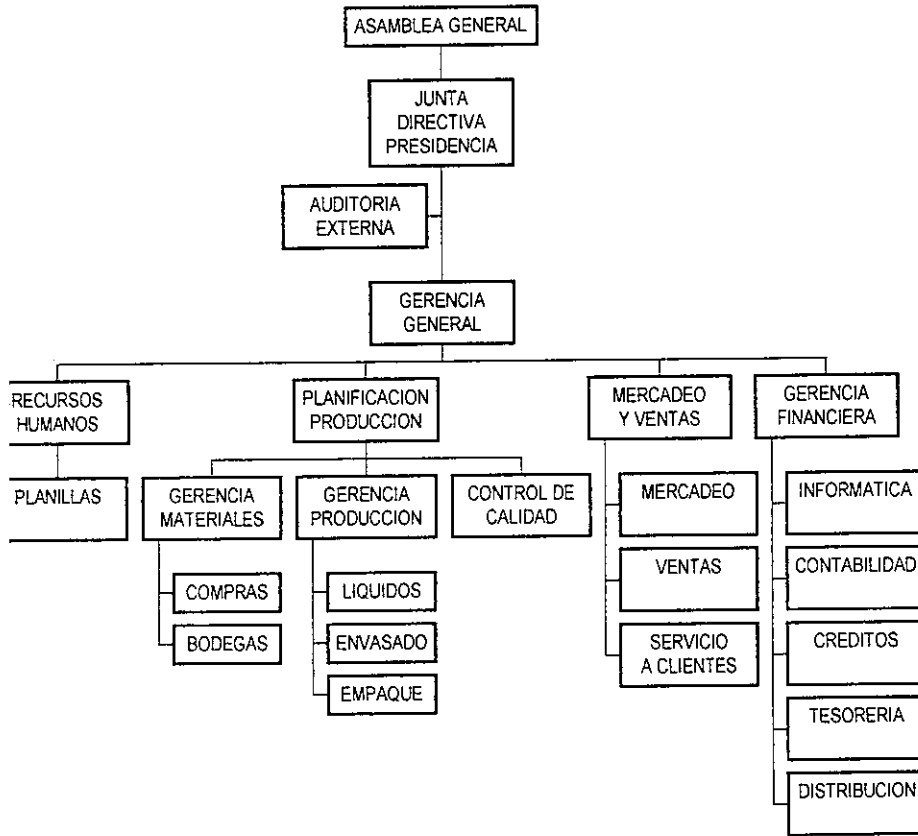 ASAMBLEA GENERAL
JUNTA
DIRECTIVA
PRESIDENCIA
AUDITORIA
EXTERNA
GERENCIA
GENERAL
RECURSOS
HUMANOS
PLANIFICACION
PRODUCCION
MERCADEO
Y VENTAS
GERENCIA
FINANCIERA
PLANILLAS
GERENCIA
MATERIALES
GERENCIA
PRODUCCION
CONTROL DE
CALIDAD
MERCADEO
INFORMATICA
COMPRAS
LIQUIDOS
VENTAS
CONTABILIDAD
BODEGAS
ENVASADO
SERVICIO
A CLIENTES
CREDITOS
EMPAQUE
TESORERIA
DISTRIBUCION